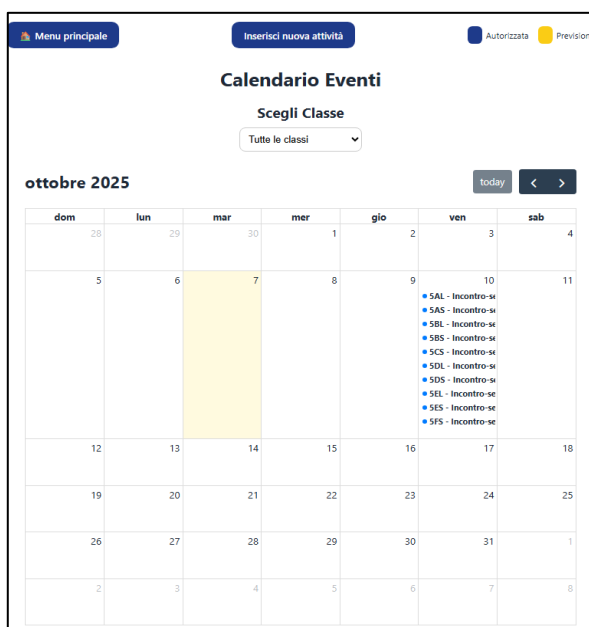 Menu principale
Inserisci nuova attività
Autorizzata
Prevision
Calendario Eventi
Scegli Classe
Tutte le classi
ottobre 2025
today
dom lun mar mer gio ven sab
28 29 30 1 2 3 4
5 6 7 8 9 10 11
5AL - Incontro-se
5AS - Incontro-se
5BL - Incontro-se
5BS - Incontro-se
5CS - Incontro-se
5DL - Incontro-se
5DS - Incontro-se
5EL - Incontro-se
5ES - Incontro-se
5FS - Incontro-se
12 13 14 15 16 17 18
19 20 21 22 23 24 25
26 27 28 29 30 31 1
2 3 4 5 6 7 8